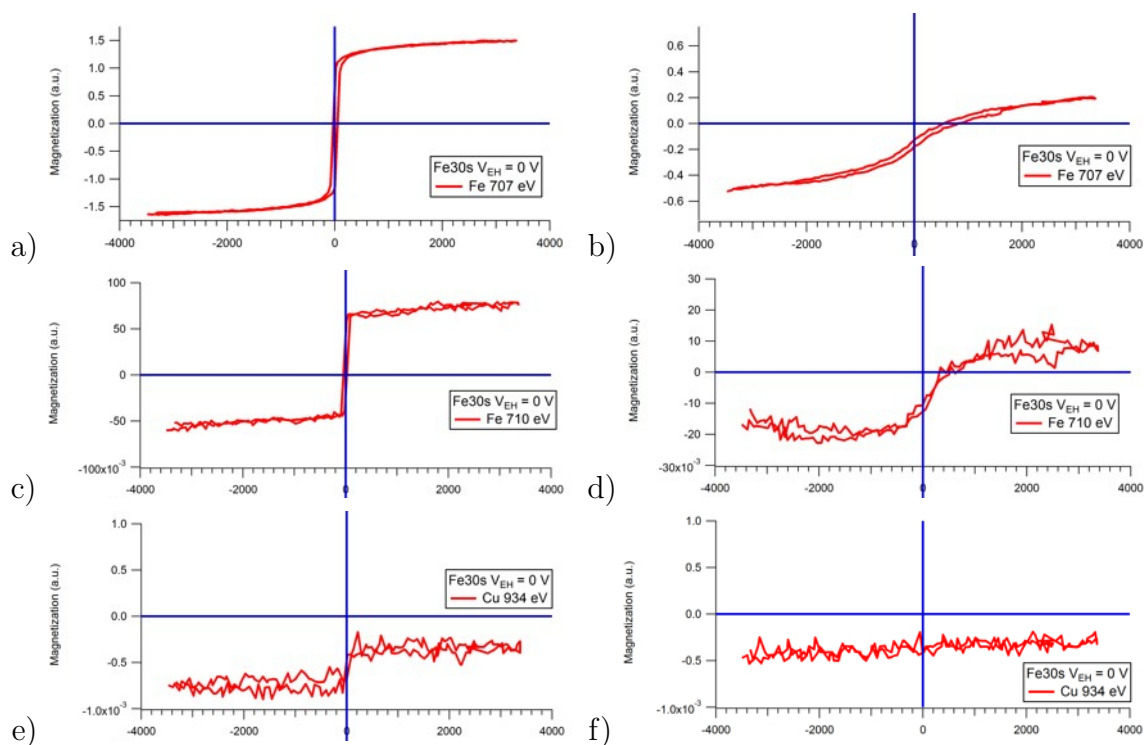 a)
Magnetization (a.u.)
1.5
1.0
0.5
0.0
-0.5
-1.0
-1.5
-4000 -2000 0 2000 4000
Fe30s V_EH = 0 V
Fe 707 eV
b)
Magnetization (a.u.)
0.6
0.4
0.2
0.0
-0.2
-0.4
-0.6
-4000 -2000 0 2000 4000
Fe30s V_EH = 0 V
Fe 707 eV
c)
Magnetization (a.u.)
100
50
0
-50
-100x10⁻³
-4000 -2000 0 2000 4000
Fe30s V_EH = 0 V
Fe 710 eV
d)
Magnetization (a.u.)
30
20
10
0
-10
-20
-30x10⁻³
-4000 -2000 0 2000 4000
Fe30s V_EH = 0 V
Fe 710 eV
e)
Magnetization (a.u.)
1.0
0.5
0.0
-0.5
-1.0x10⁻³
-4000 -2000 0 2000 4000
Fe30s V_EH = 0 V
Cu 934 eV
f)
Magnetization (a.u.)
1.0
0.5
0.0
-0.5
-1.0x10⁻³
-4000 -2000 0 2000 4000
Fe30s V_EH = 0 V
Cu 934 eV